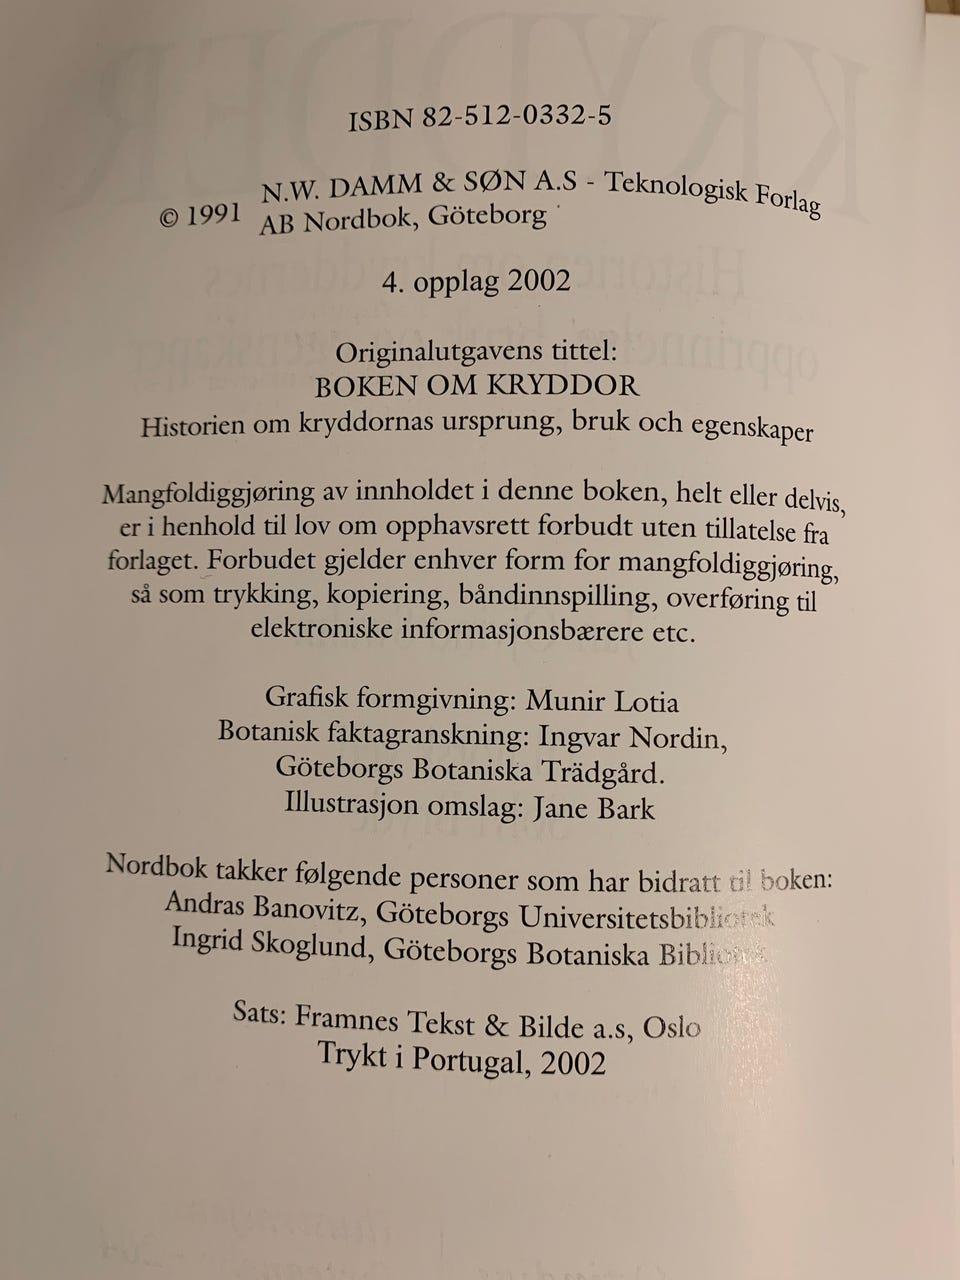 ISBN 82-512-0332-5
© 1991 N.W. DAMM & SØN A.S - Teknologisk Forlag
AB Nordbok, Göteborg
4. opplag 2002
Originalutgavens tittel:
BOKEN OM KRYDDOR
Historien om kryddornas ursprung, bruk och egenskaper
Mangfoldiggjøring av innholdet i denne boken, helt eller delvis,
er i henhold til lov om opphavsrett forbudt uten tillatelse fra
forlaget. Forbudet gjelder enhver form for mangfoldiggjøring,
så som trykking, kopiering, båndinnspilling, overføring til
elektroniske informasjonsbærere etc.
Grafisk formgivning: Munir Lotia
Botanisk faktagranskning: Ingvar Nordin,
Göteborgs Botaniska Trädgård.
Illustrasjon omslag: Jane Bark
Nordbok takker følgende personer som har bidratt til boken:
Andras Banovitz, Göteborgs Universitetsbibliotek
Ingrid Skoglund, Göteborgs Botaniska
Sats: Framnes Tekst & Bilde a.s, Oslo
Trykt i Portugal, 2002